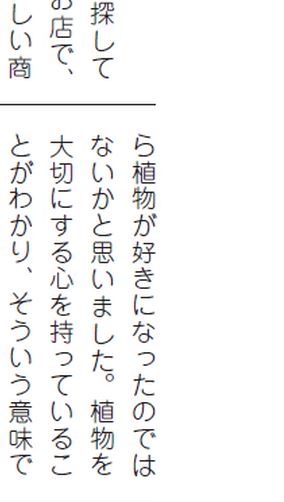 探して
お店で、
しい商
ら植物が好きになったのでは
ないかと思いました。植物を
大切にする心を持っているこ
とがわかり、そういう意味で